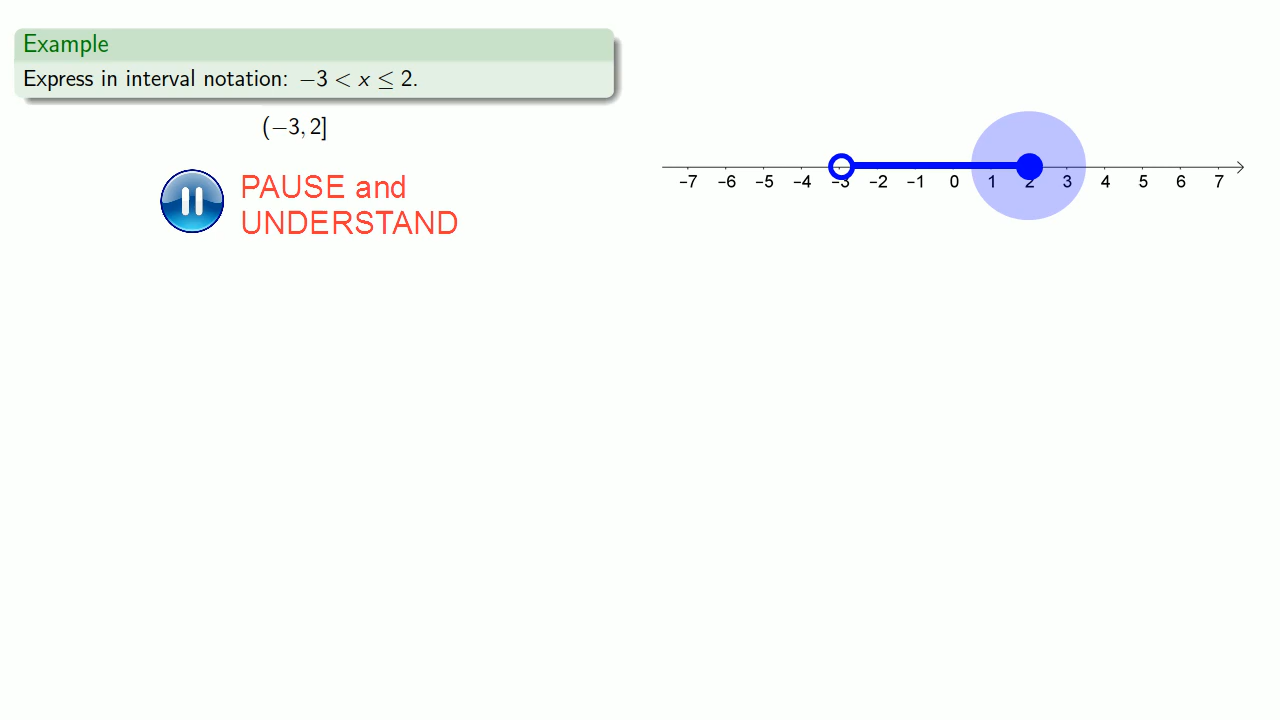 Example
Express in interval notation: −3 < x ≤ 2.
(−3, 2]
PAUSE and
UNDERSTAND
−7 −6 −5 −4 −3 −2 −1 0 1 2 3 4 5 6 7